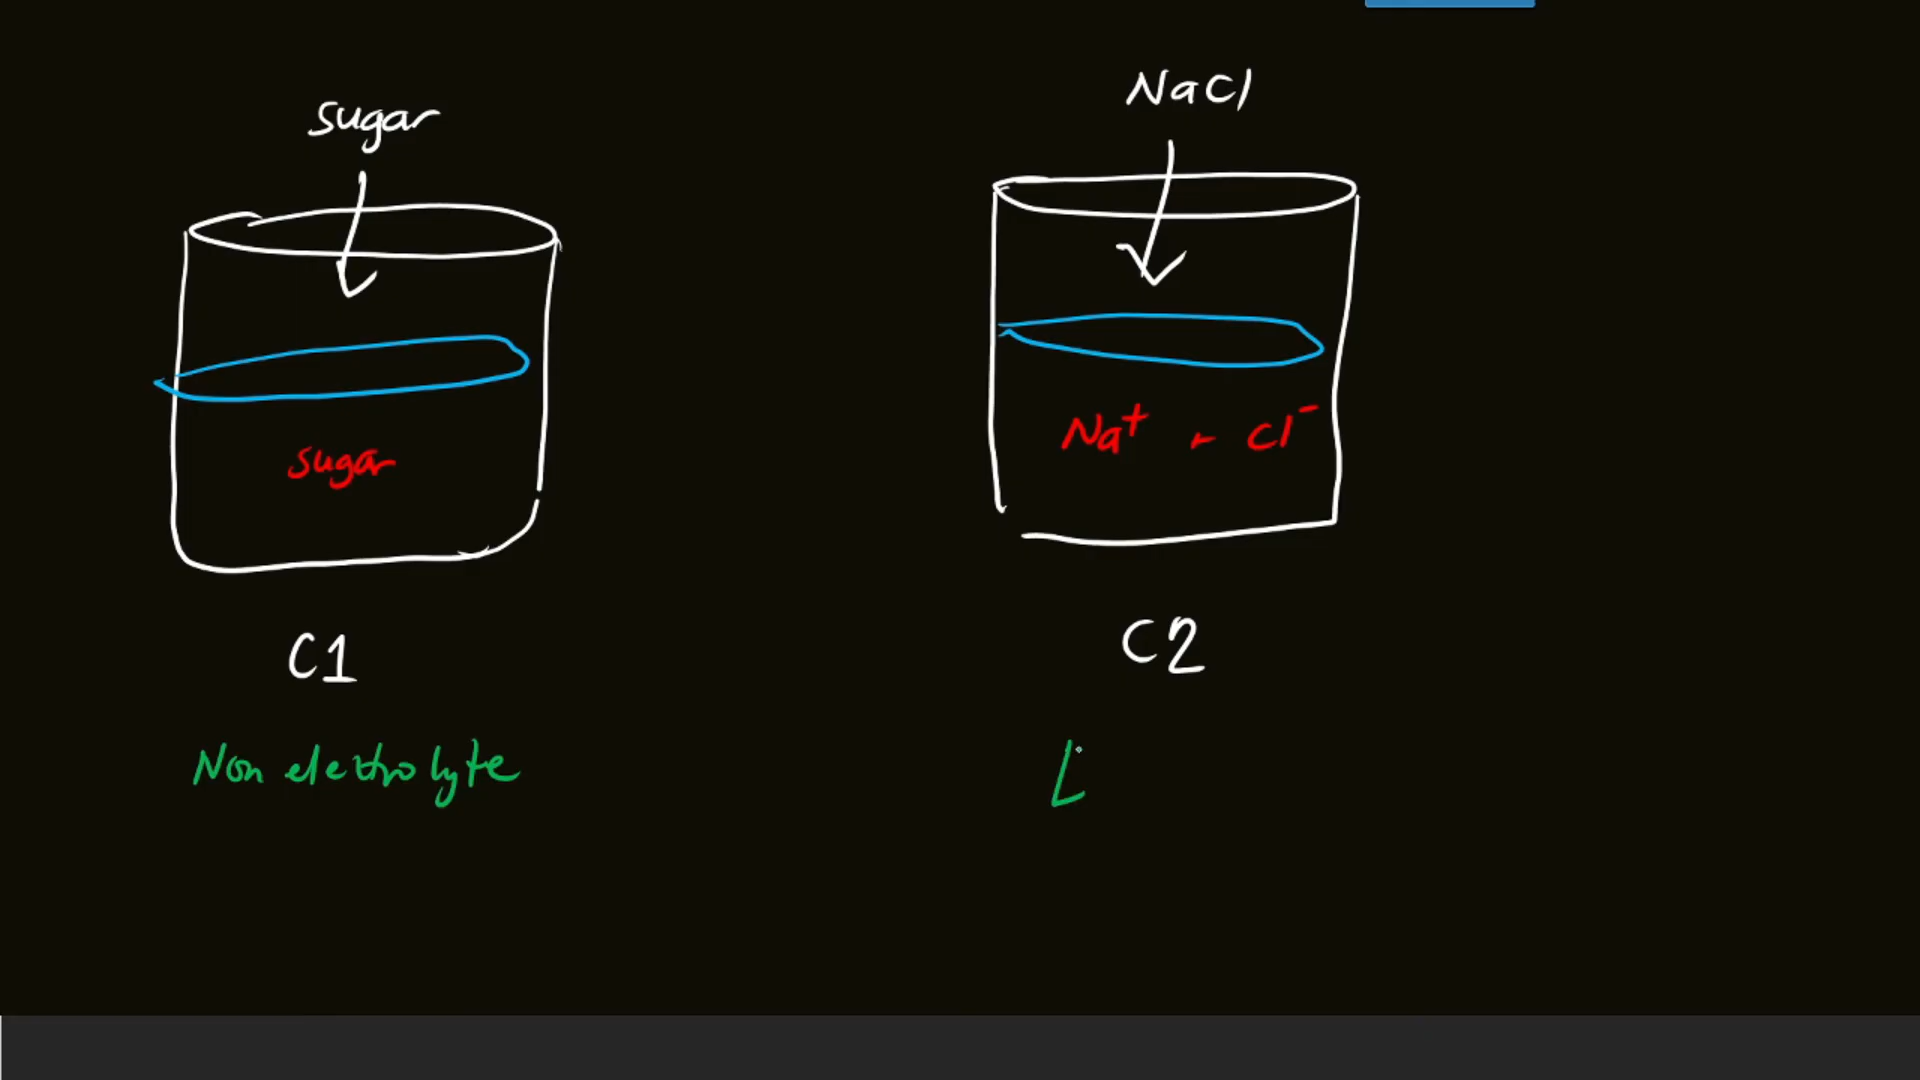 sugar
NaCl
sugar
Na⁺ + Cl⁻
C1
C2
Non electrolyte